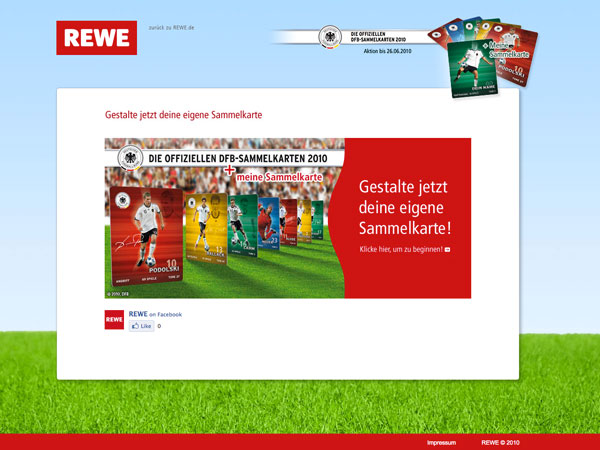 REWE
zurück zu REWE.de
DIE OFFIZIELLEN
DFB-SAMMELKARTEN 2010
Aktion bis 26.06.2010
+ Meine
Sammelkarte
DEIN NAME
10
PODOLSKI
Gestalte jetzt deine eigene Sammelkarte
DIE OFFIZIELLEN DFB-SAMMELKARTEN 2010
+ meine Sammelkarte
10
PODOLSKI
13
BALLACK
16
LAHM
23
© 2010, DFB
Gestalte jetzt
deine eigene
Sammelkarte!
Klicke hier, um zu beginnen!
REWE
REWE on Facebook
Like 0
Impressum
REWE © 2010